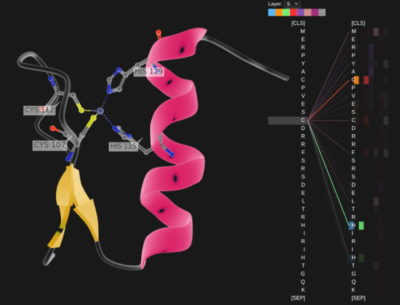 Layer: 5
HIS 129
CYS 112
CYS 107
HIS 125
[CLS] [CLS]
M M
E E
R R
P P
Y Y
A A
C C
P P
V V
E E
S S
C C
D D
R R
R R
F F
S S
R R
S S
D D
E E
L L
T T
R R
H H
I I
R R
I I
H H
T T
G G
Q Q
K K
[SEP] [SEP]